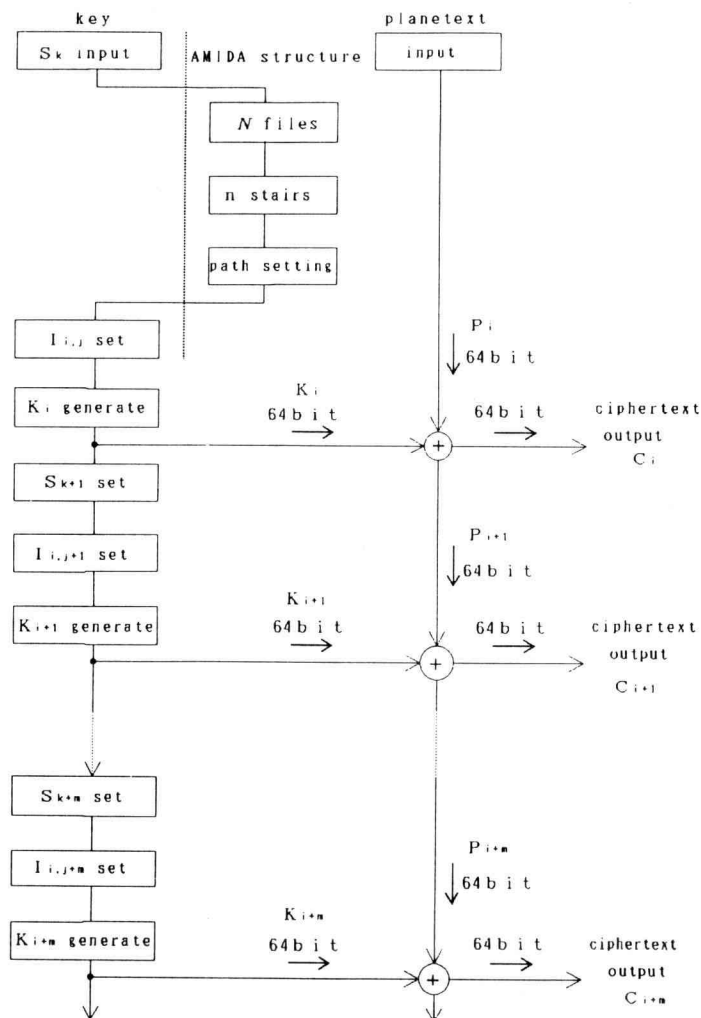 key
planetext
Sk input
AMIDA structure
input
N files
n stairs
path setting
Ii,j set
Pi
64bit
Ki generate
Ki
64bit
64bit
ciphertext
output
Ci
+
Sk+1 set
Ii,j+1 set
Pi+1
64bit
Ki+1 generate
Ki+1
64bit
64bit
ciphertext
output
Ci+1
+
Sk+m set
Ii,j+m set
Pi+m
64bit
Ki+m generate
Ki+m
64bit
64bit
ciphertext
output
Ci+m
+